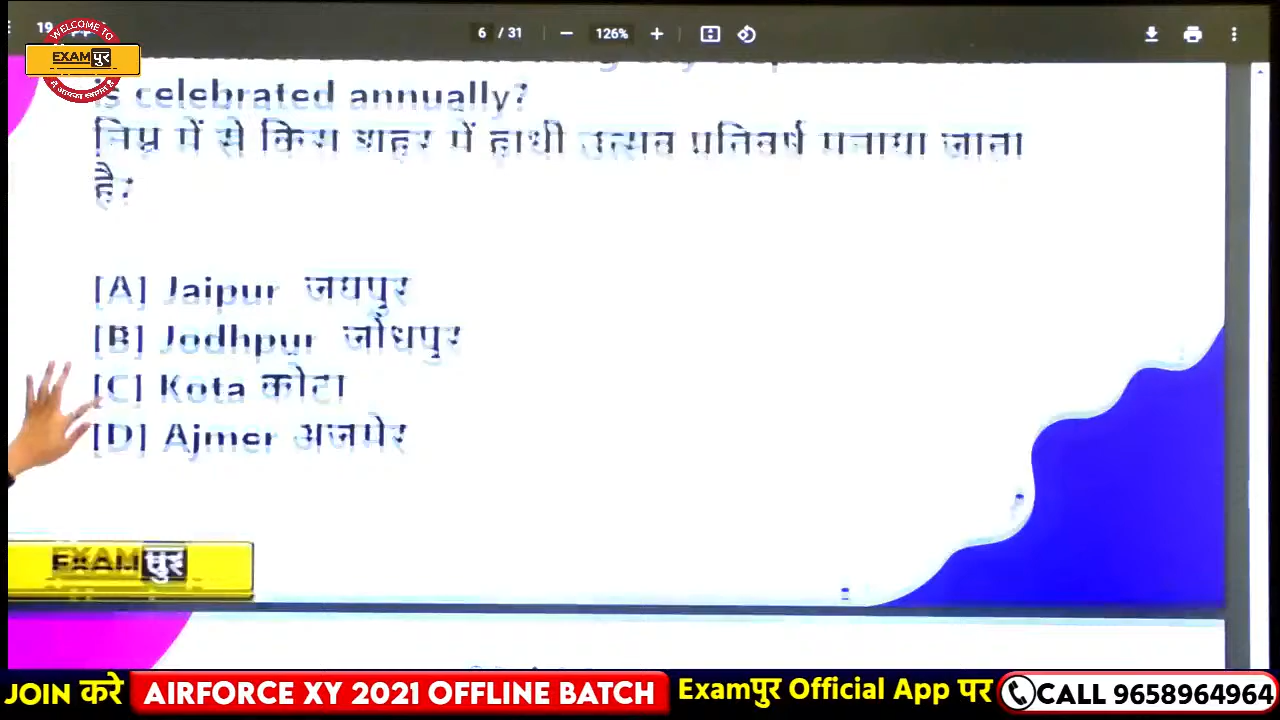 19
6 / 31
126%
WELCOME TO
EXAMपुर
is celebrated annually?
निम्न में से किस शहर में हाथी उत्सव प्रतिवर्ष मनाया जाता
है?
[A] Jaipur जयपुर
[B] Jodhpur जोधपुर
[C] Kota कोटा
[D] Ajmer अजमेर
EXAMपुर
JOIN करे AIRFORCE XY 2021 OFFLINE BATCH Examपुर Official App पर CALL 9658964964